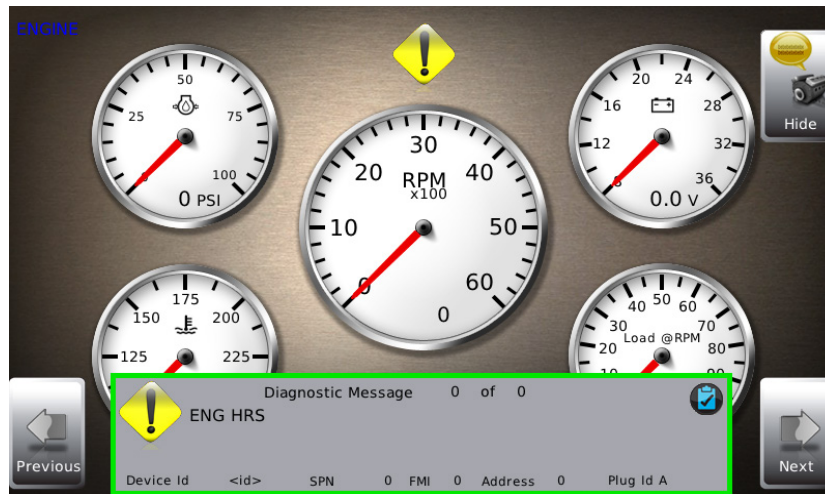 ENGINE
25 50 75 100
0 PSI
10 20 30 40 50 60
RPM
x100
0
12 16 20 24 28 32 36
0.0 V
Hide
125 150 175 200 225
20 30 40 50 60 70 80
Load @RPM
Previous
Diagnostic Message 0 of 0
ENG HRS
Device Id <id> SPN 0 FMI 0 Address 0 Plug Id A
Next